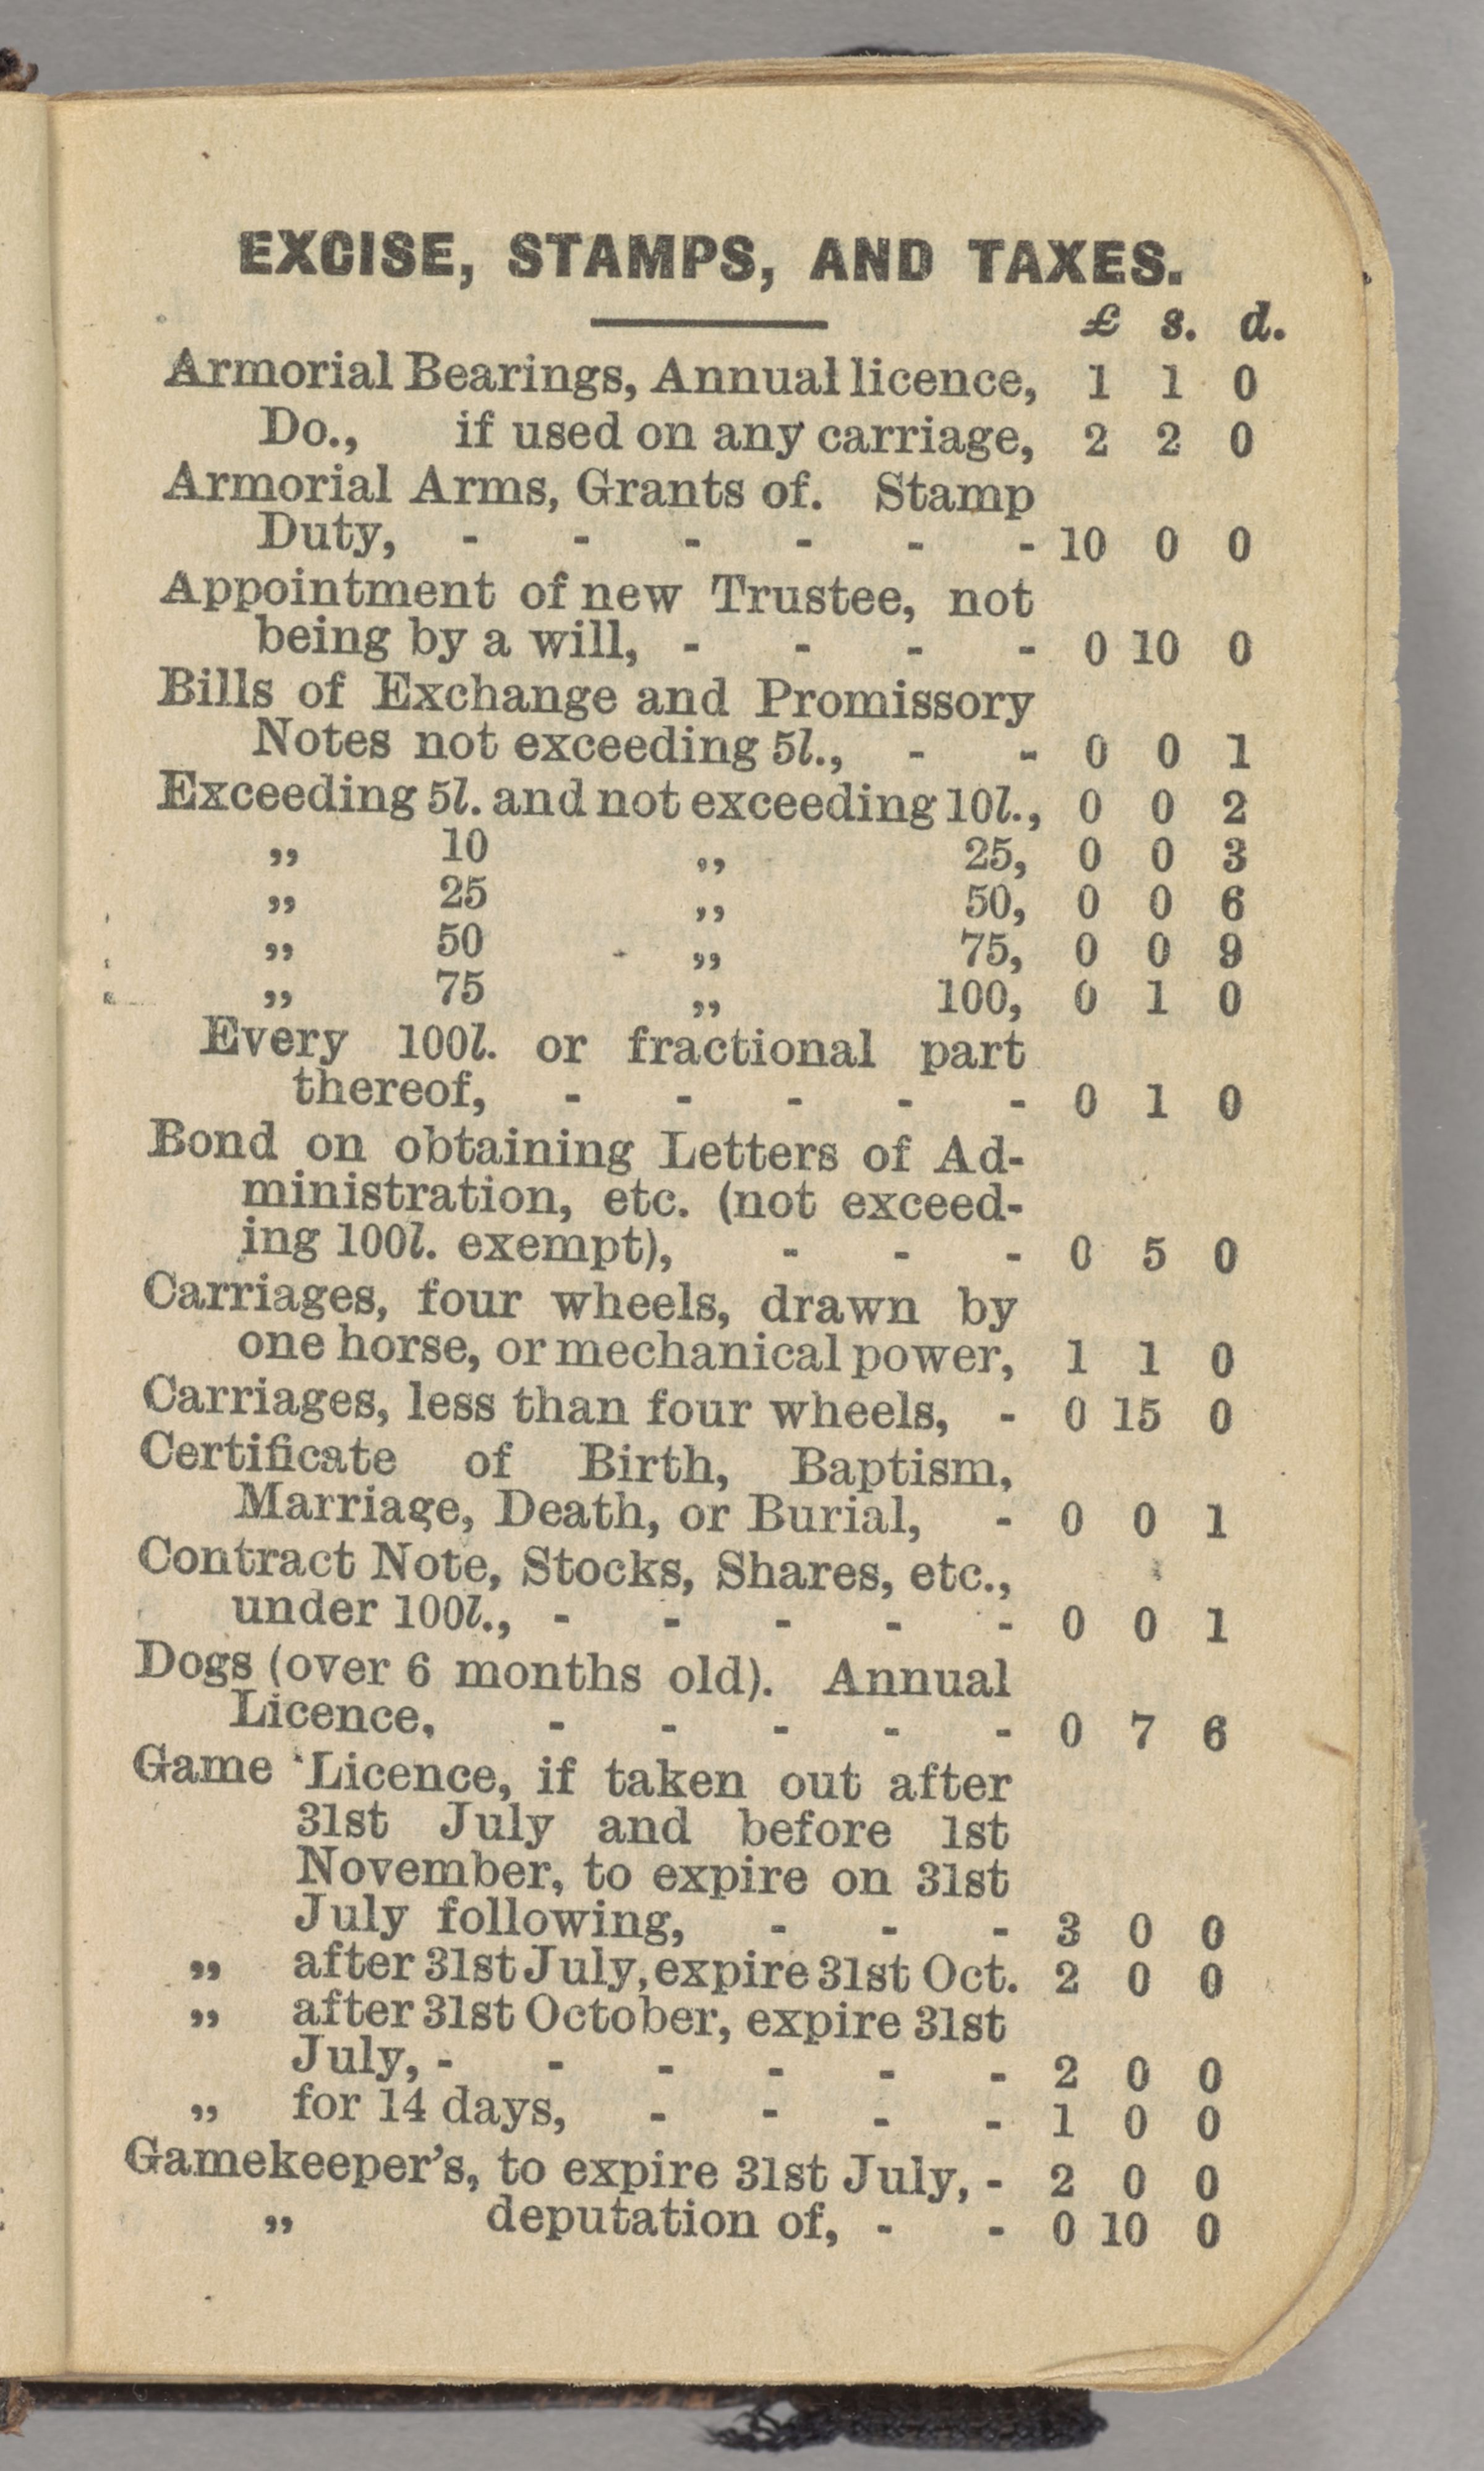 EXCISE, STAMPS, AND TAXES.
£ s. d.
Armorial Bearings, Annual licence, 1 1 0
Do., if used on any carriage, 2 2 0
Armorial Arms, Grants of. Stamp
Duty, - - - - - - 10 0 0
Appointment of new Trustee, not
being by a will, - - - - 0 10 0
Bills of Exchange and Promissory
Notes not exceeding 5l., - - 0 0 1
Exceeding 5l. and not exceeding 10l., 0 0 2
„ 10 „ 25, 0 0 3
„ 25 „ 50, 0 0 6
„ 50 „ 75, 0 0 9
„ 75 „ 100, 0 1 0
Every 100l. or fractional part
thereof, - - - - - 0 1 0
Bond on obtaining Letters of Ad-
ministration, etc. (not exceed-
ing 100l. exempt), - - - 0 5 0
Carriages, four wheels, drawn by
one horse, or mechanical power, 1 1 0
Carriages, less than four wheels, - 0 15 0
Certificate of Birth, Baptism,
Marriage, Death, or Burial, - 0 0 1
Contract Note, Stocks, Shares, etc.,
under 100l., - - - - - 0 0 1
Dogs (over 6 months old). Annual
Licence, - - - - - 0 7 6
Game Licence, if taken out after
31st July and before 1st
November, to expire on 31st
July following, - - - 3 0 0
„ after 31st July, expire 31st Oct. 2 0 0
„ after 31st October, expire 31st
July, - - - - - - 2 0 0
„ for 14 days, - - - - 1 0 0
Gamekeeper's, to expire 31st July, - 2 0 0
„ deputation of, - - 0 10 0